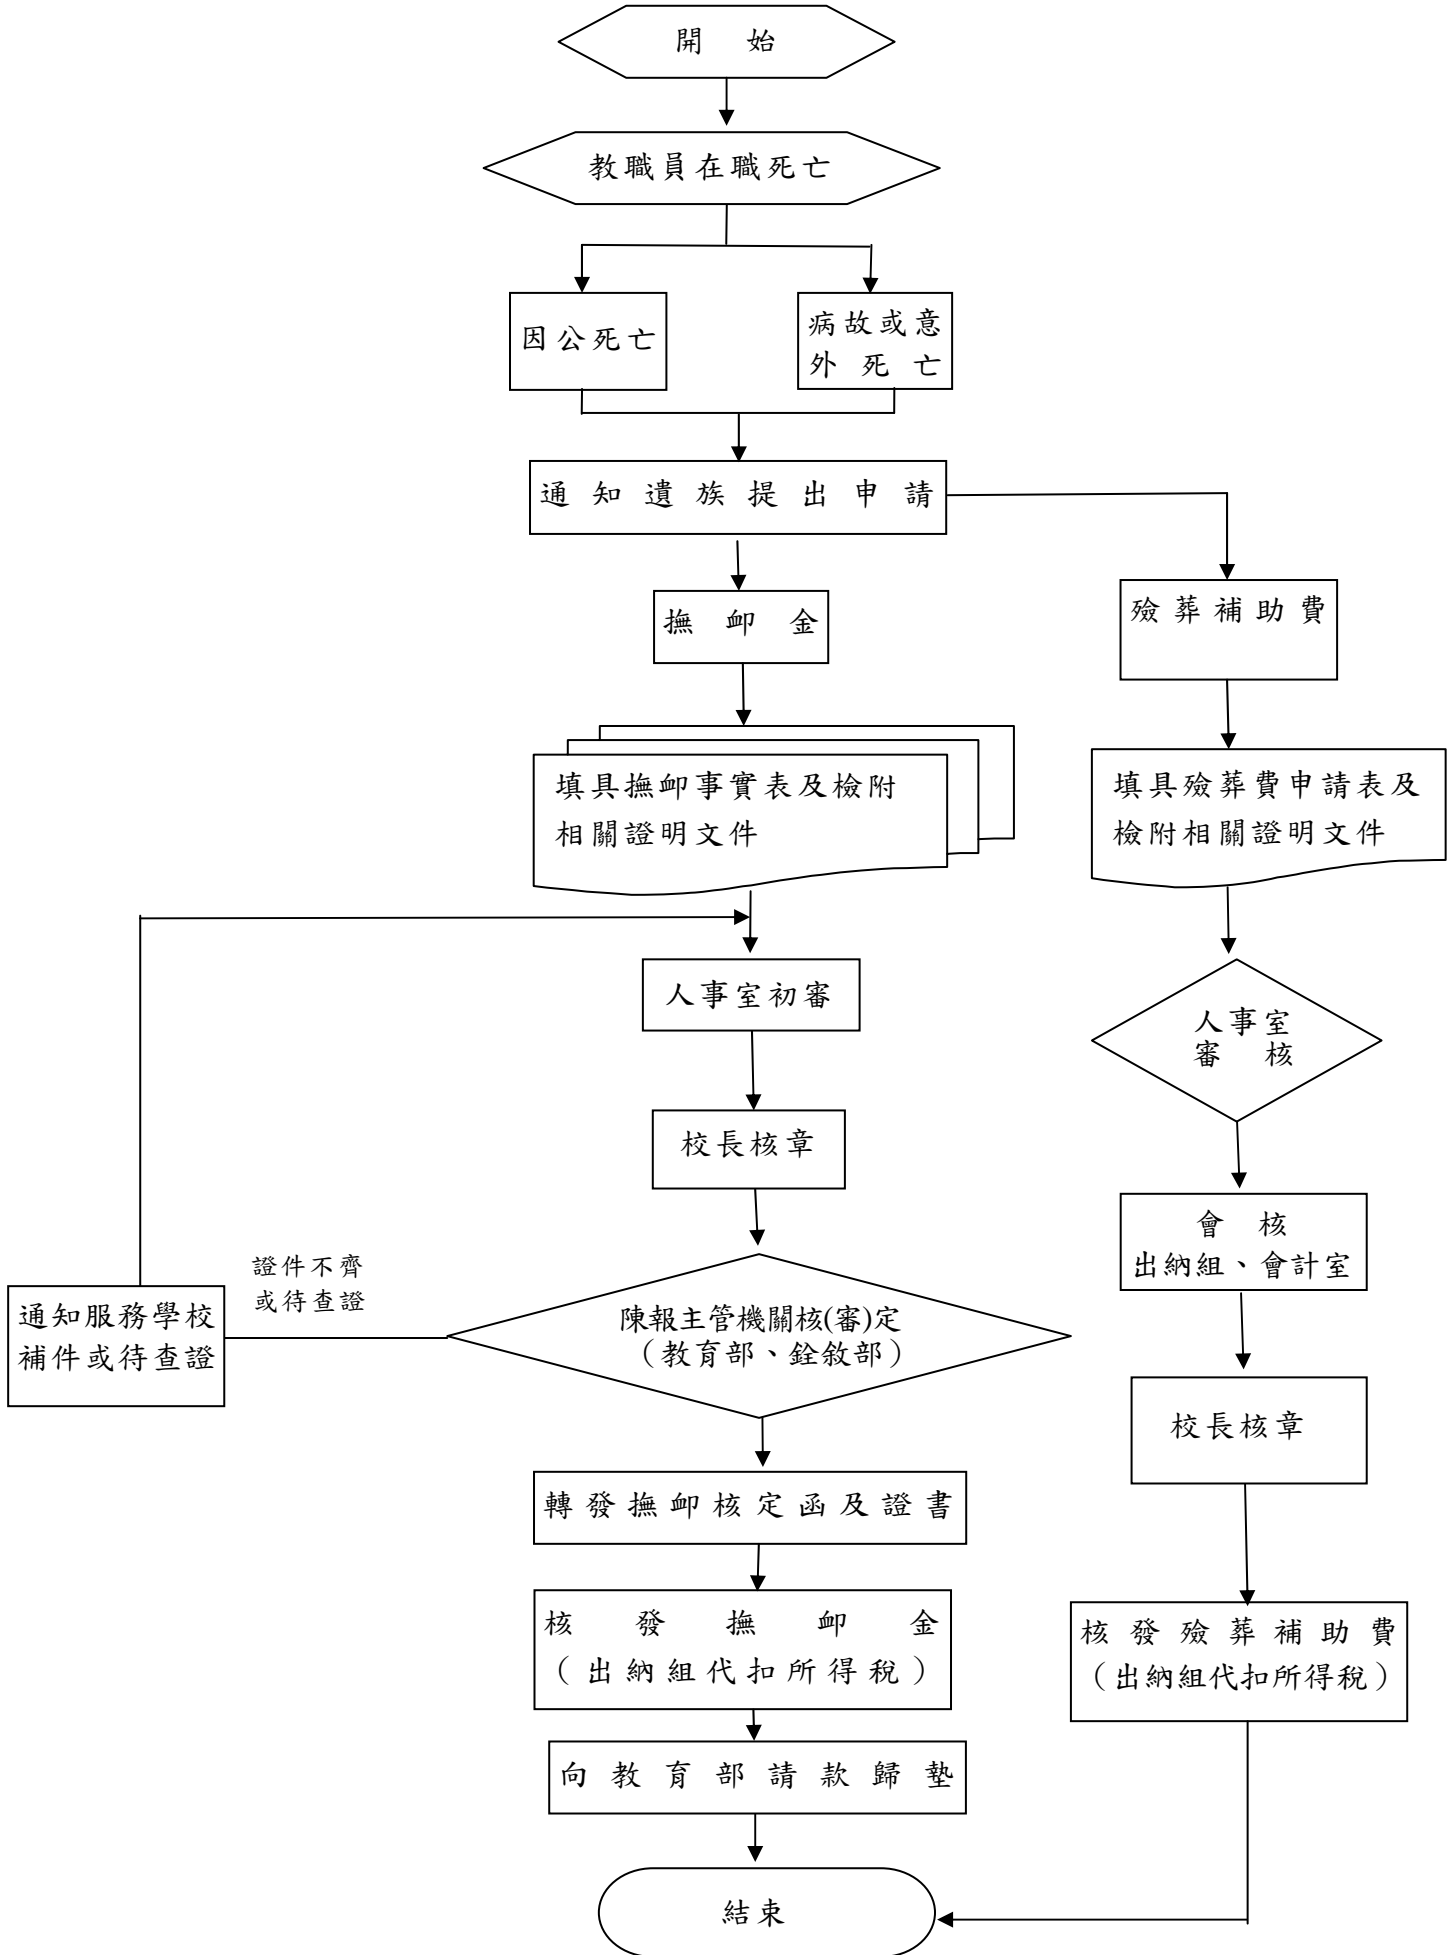 開始
教職員在職死亡
因公死亡
病故或意
外死亡
通知遺族提出申請
撫卹金
殮葬補助費
填具撫卹事實表及檢附
相關證明文件
填具殮葬費申請表及
檢附相關證明文件
人事室初審
人事室
審核
校長核章
會核
出納組、會計室
證件不齊
或待查證
通知服務學校
補件或待查證
陳報主管機關核(審)定
（教育部、銓敘部）
校長核章
轉發撫卹核定函及證書
核發撫卹金
（出納組代扣所得稅）
核發殮葬補助費
（出納組代扣所得稅）
向教育部請款歸墊
結束